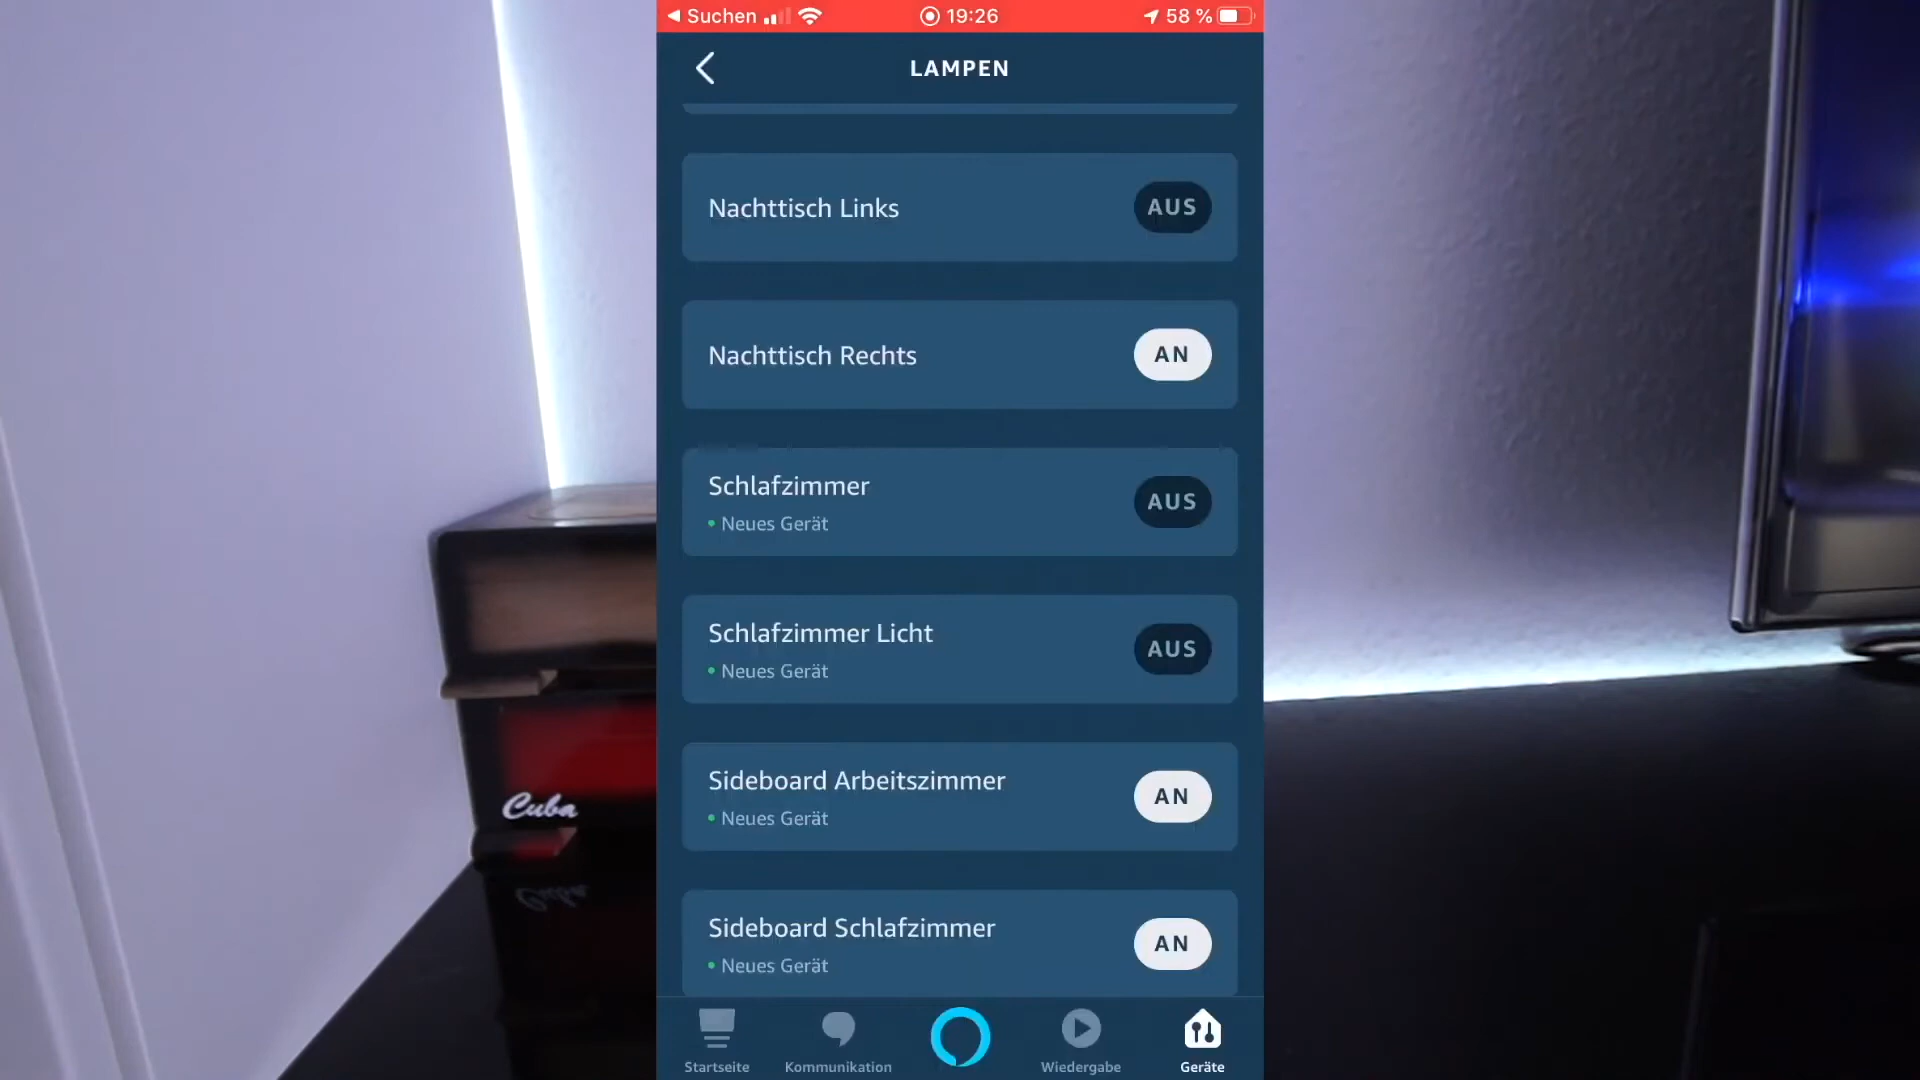 Suchen
19:26
58 %
LAMPEN
Nachttisch Links
AUS
Nachttisch Rechts
AN
Schlafzimmer
Neues Gerät
AUS
Schlafzimmer Licht
Neues Gerät
AUS
Sideboard Arbeitszimmer
Neues Gerät
AN
Sideboard Schlafzimmer
Neues Gerät
AN
Startseite
Kommunikation
Wiedergabe
Geräte
Cuba
Cuba